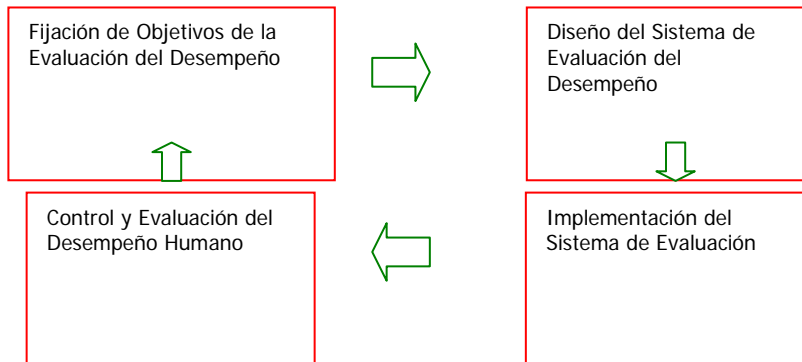 Fijación de Objetivos de la
Evaluación del Desempeño
Diseño del Sistema de
Evaluación del
Desempeño
Control y Evaluación del
Desempeño Humano
Implementación del
Sistema de Evaluación